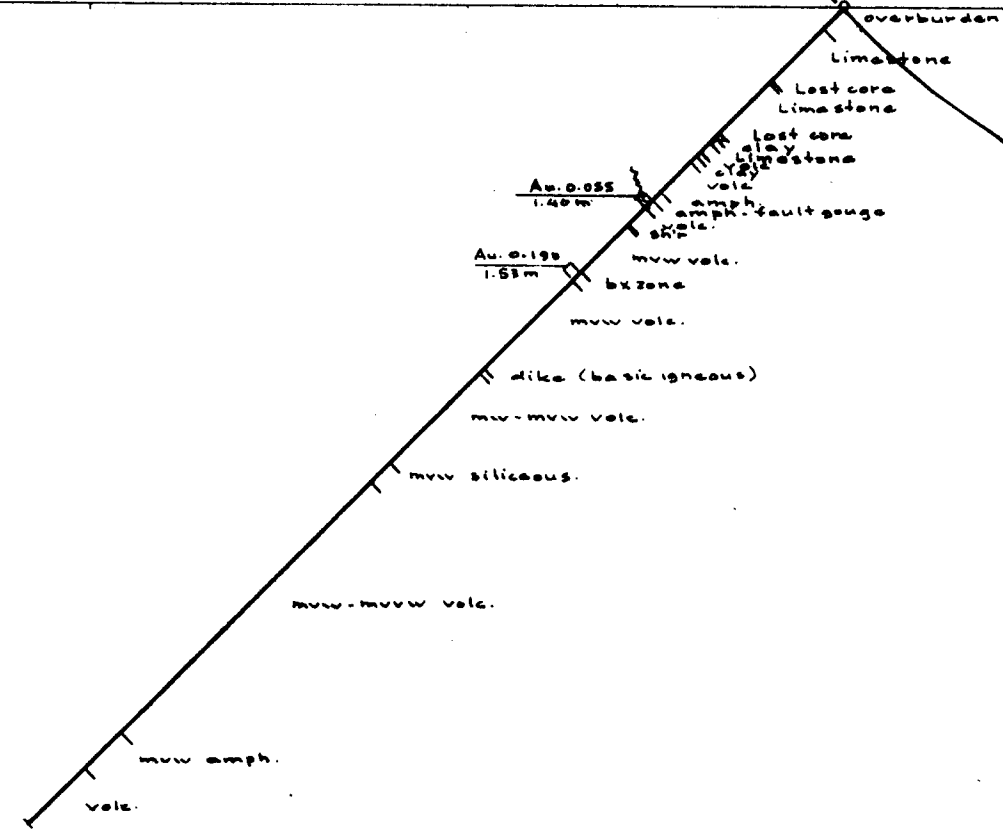 overburden
Limestone
Lost core
Limestone
Lost core
clay
Limestone
clay
volc
amph.
Au. 0.055
1.40 m
amph - fault gouge
volc.
mvw volc.
Au. 0.190
1.53 m
bx zone
mvw volc.
dike (basic igneous)
mw - mvw volc.
mvw siliceous.
mvw - mvvw volc.
mvw amph.
volc.